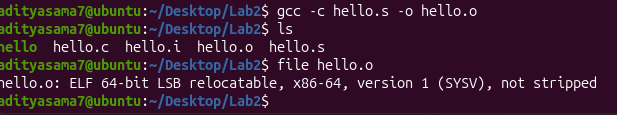 adityasama7@ubuntu:~/Desktop/Lab2$ gcc -c hello.s -o hello.o
adityasama7@ubuntu:~/Desktop/Lab2$ ls
hello  hello.c  hello.i  hello.o  hello.s
adityasama7@ubuntu:~/Desktop/Lab2$ file hello.o
hello.o: ELF 64-bit LSB relocatable, x86-64, version 1 (SYSV), not stripped
adityasama7@ubuntu:~/Desktop/Lab2$